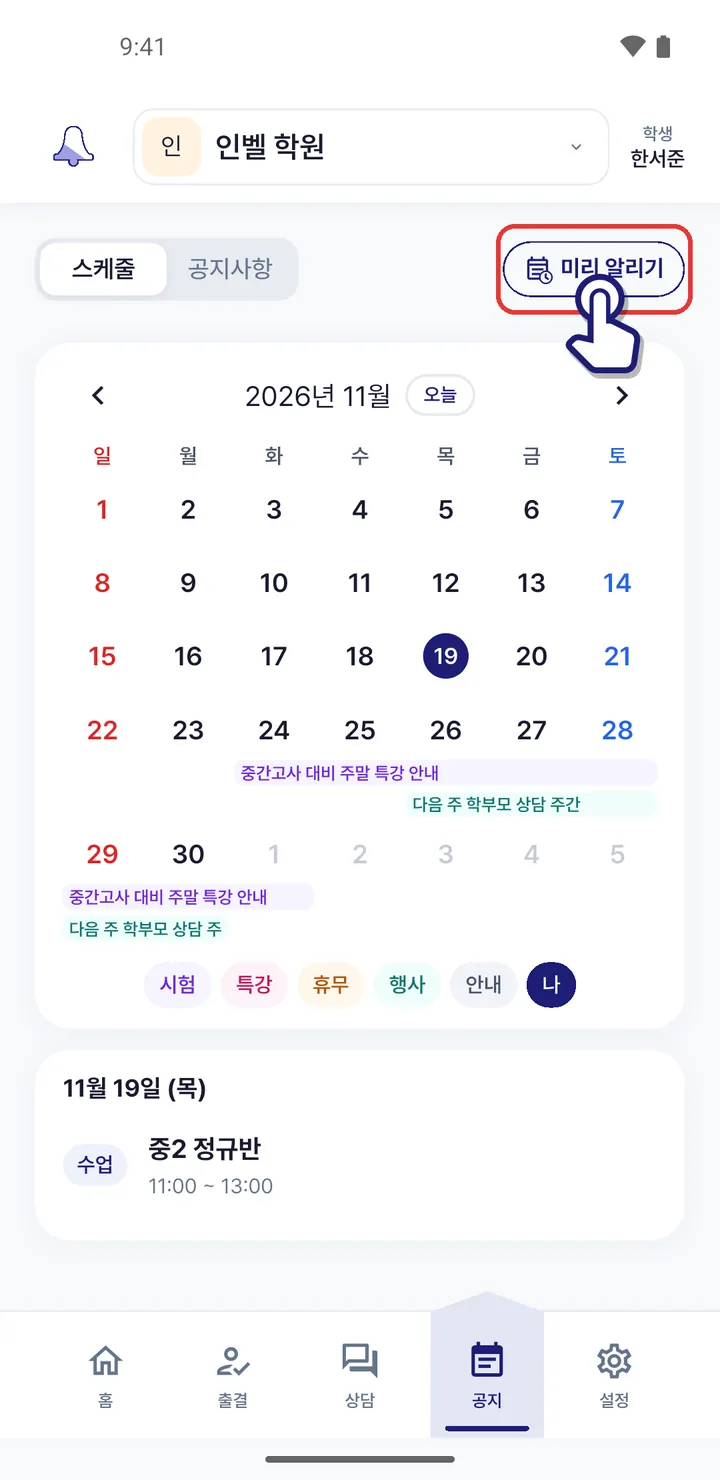 9:41
인 인벨 학원
학생
한서준
스케줄 공지사항 미리 알리기
2026년 11월 오늘
일 월 화 수 목 금 토
1 2 3 4 5 6 7
8 9 10 11 12 13 14
15 16 17 18 19 20 21
22 23 24 25 26 27 28
중간고사 대비 주말 특강 안내
다음 주 학부모 상담 주간
29 30 1 2 3 4 5
중간고사 대비 주말 특강 안내
다음 주 학부모 상담 주
시험 특강 휴무 행사 안내 나
11월 19일 (목)
수업 중2 정규반
11:00 ~ 13:00
홈 출결 상담 공지 설정